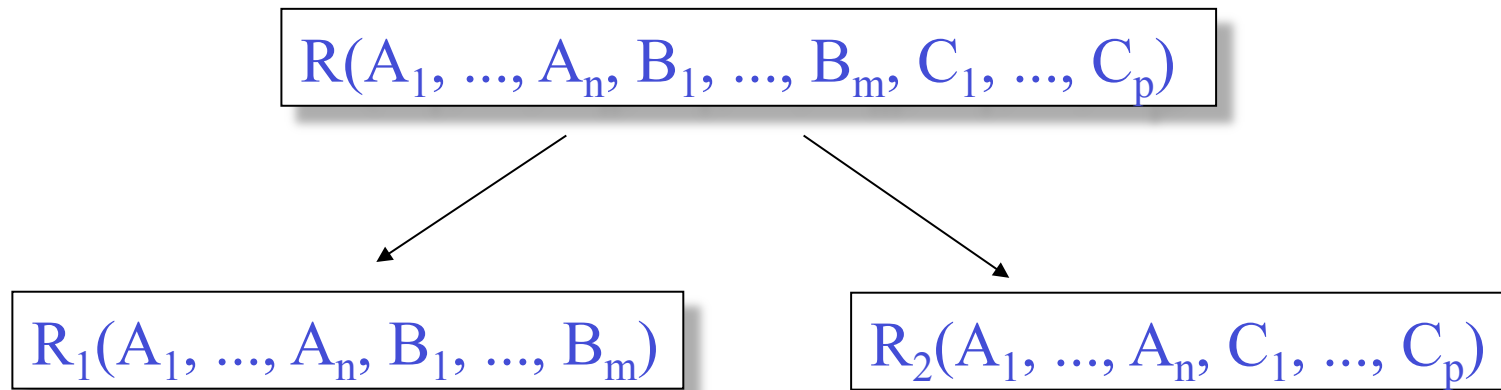 R(A₁, ..., Aₙ, B₁, ..., Bₘ, C₁, ..., Cₚ)
R₁(A₁, ..., Aₙ, B₁, ..., Bₘ)
R₂(A₁, ..., Aₙ, C₁, ..., Cₚ)